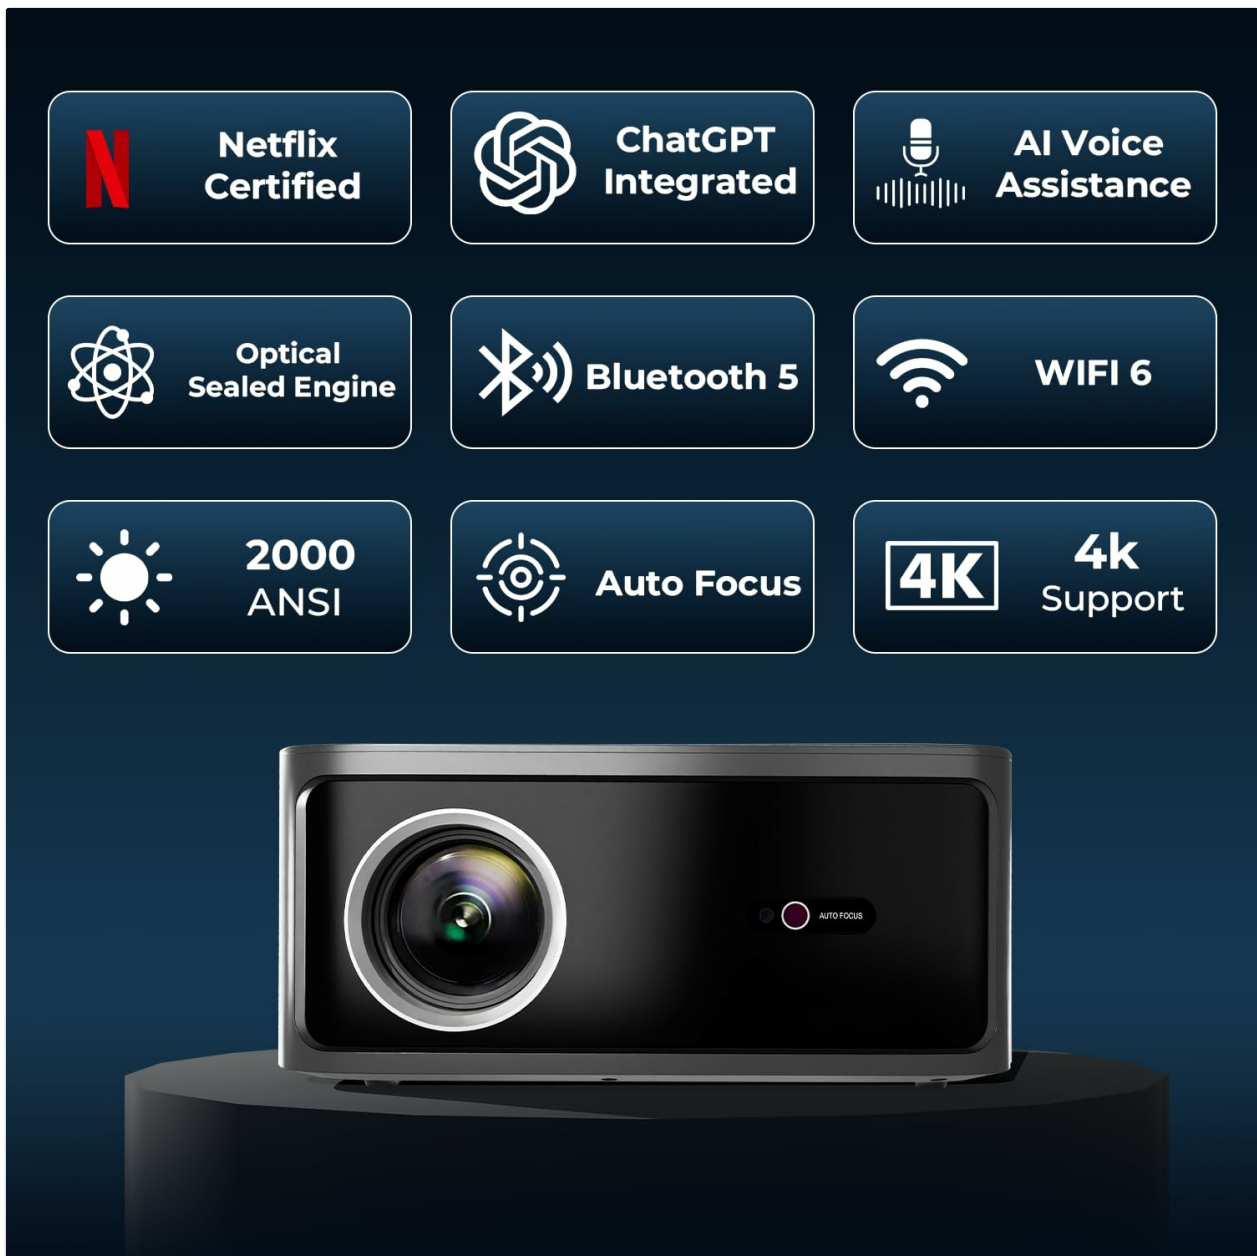 Netflix
Certified
ChatGPT
Integrated
AI Voice
Assistance
Optical
Sealed Engine
Bluetooth 5
WIFI 6
2000
ANSI
Auto Focus
4K
4k
Support
AUTO FOCUS